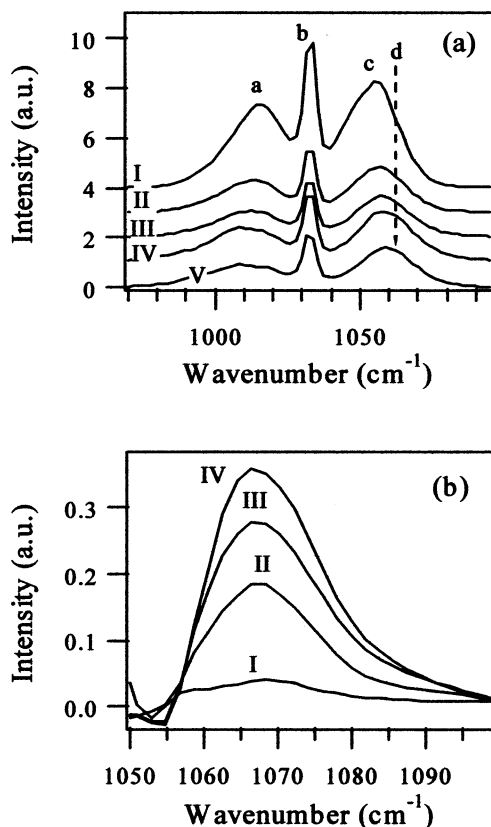 (a)
b
a
c
d
10
8
6
4
2
0
Intensity (a.u.)
I
II
III
IV
V
1000
1050
Wavenumber (cm-1)
(b)
IV
III
II
I
0.3
0.2
0.1
0.0
Intensity (a.u.)
1050
1060
1070
1080
1090
Wavenumber (cm-1)